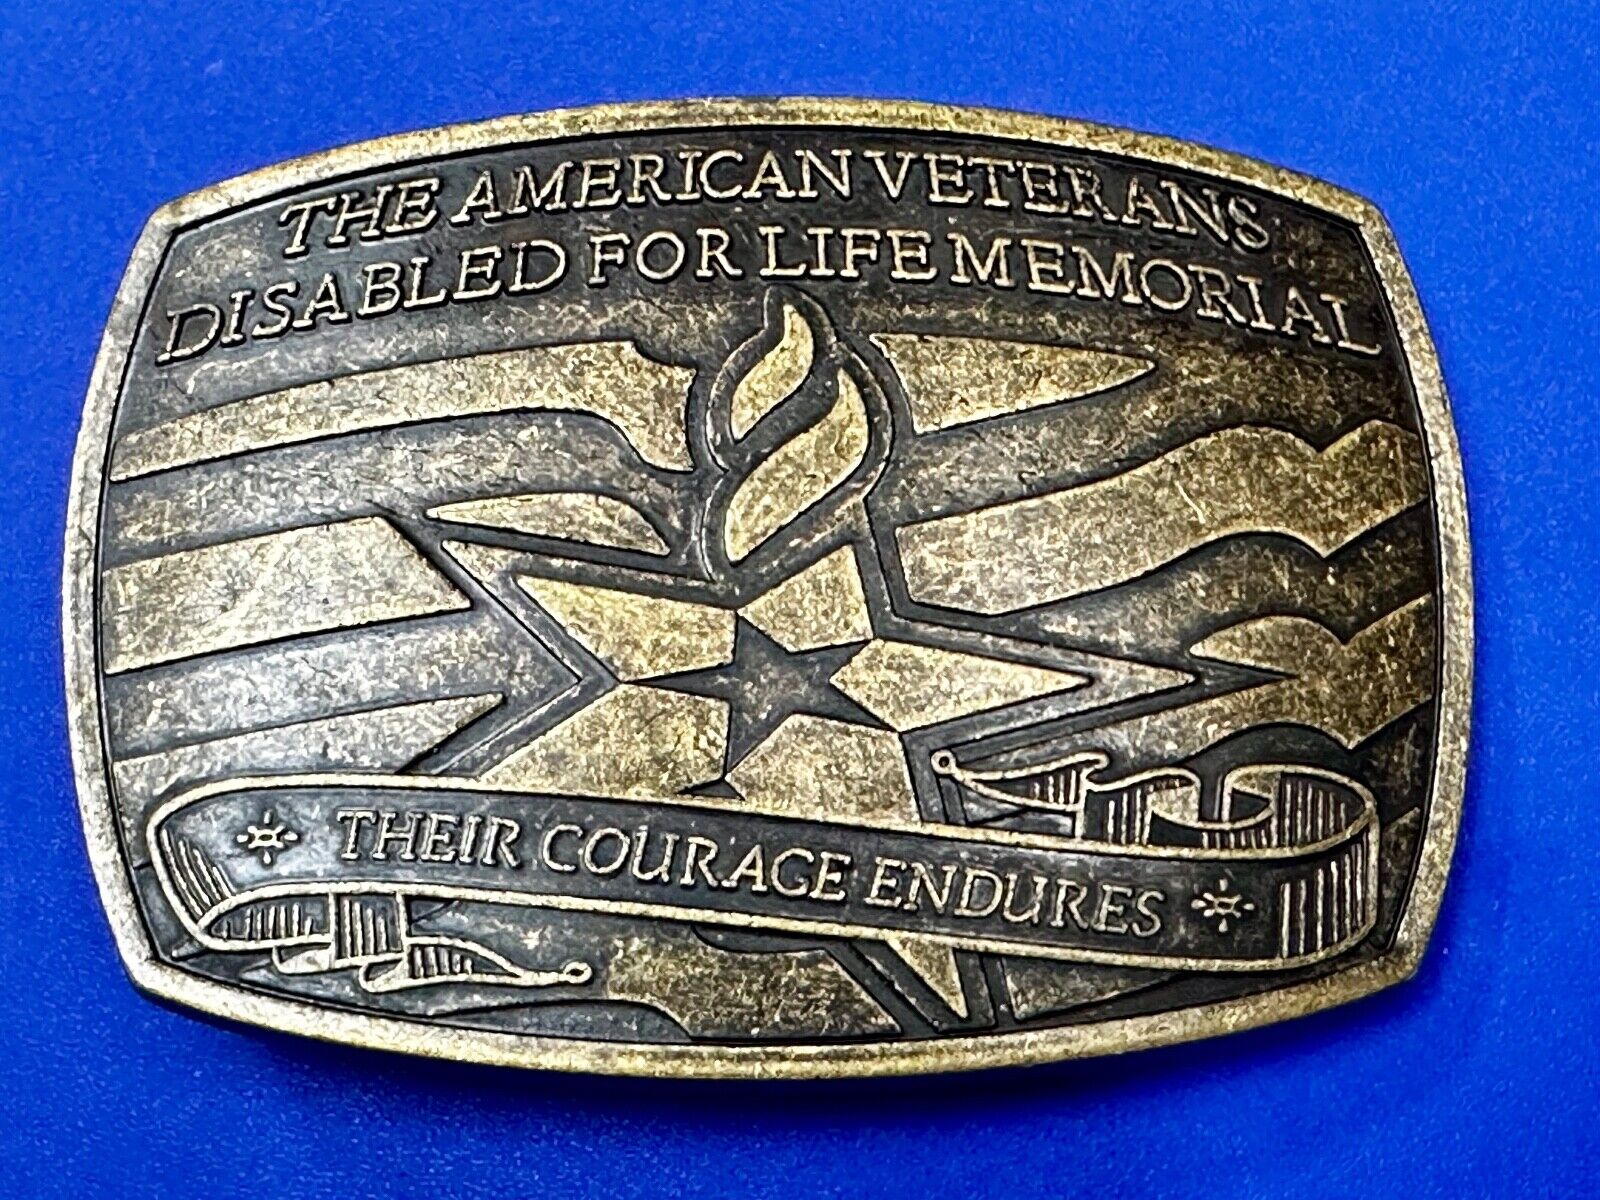 THE AMERICAN VETERANS
DISABLED FOR LIFE MEMORIAL
THEIR COURAGE ENDURES